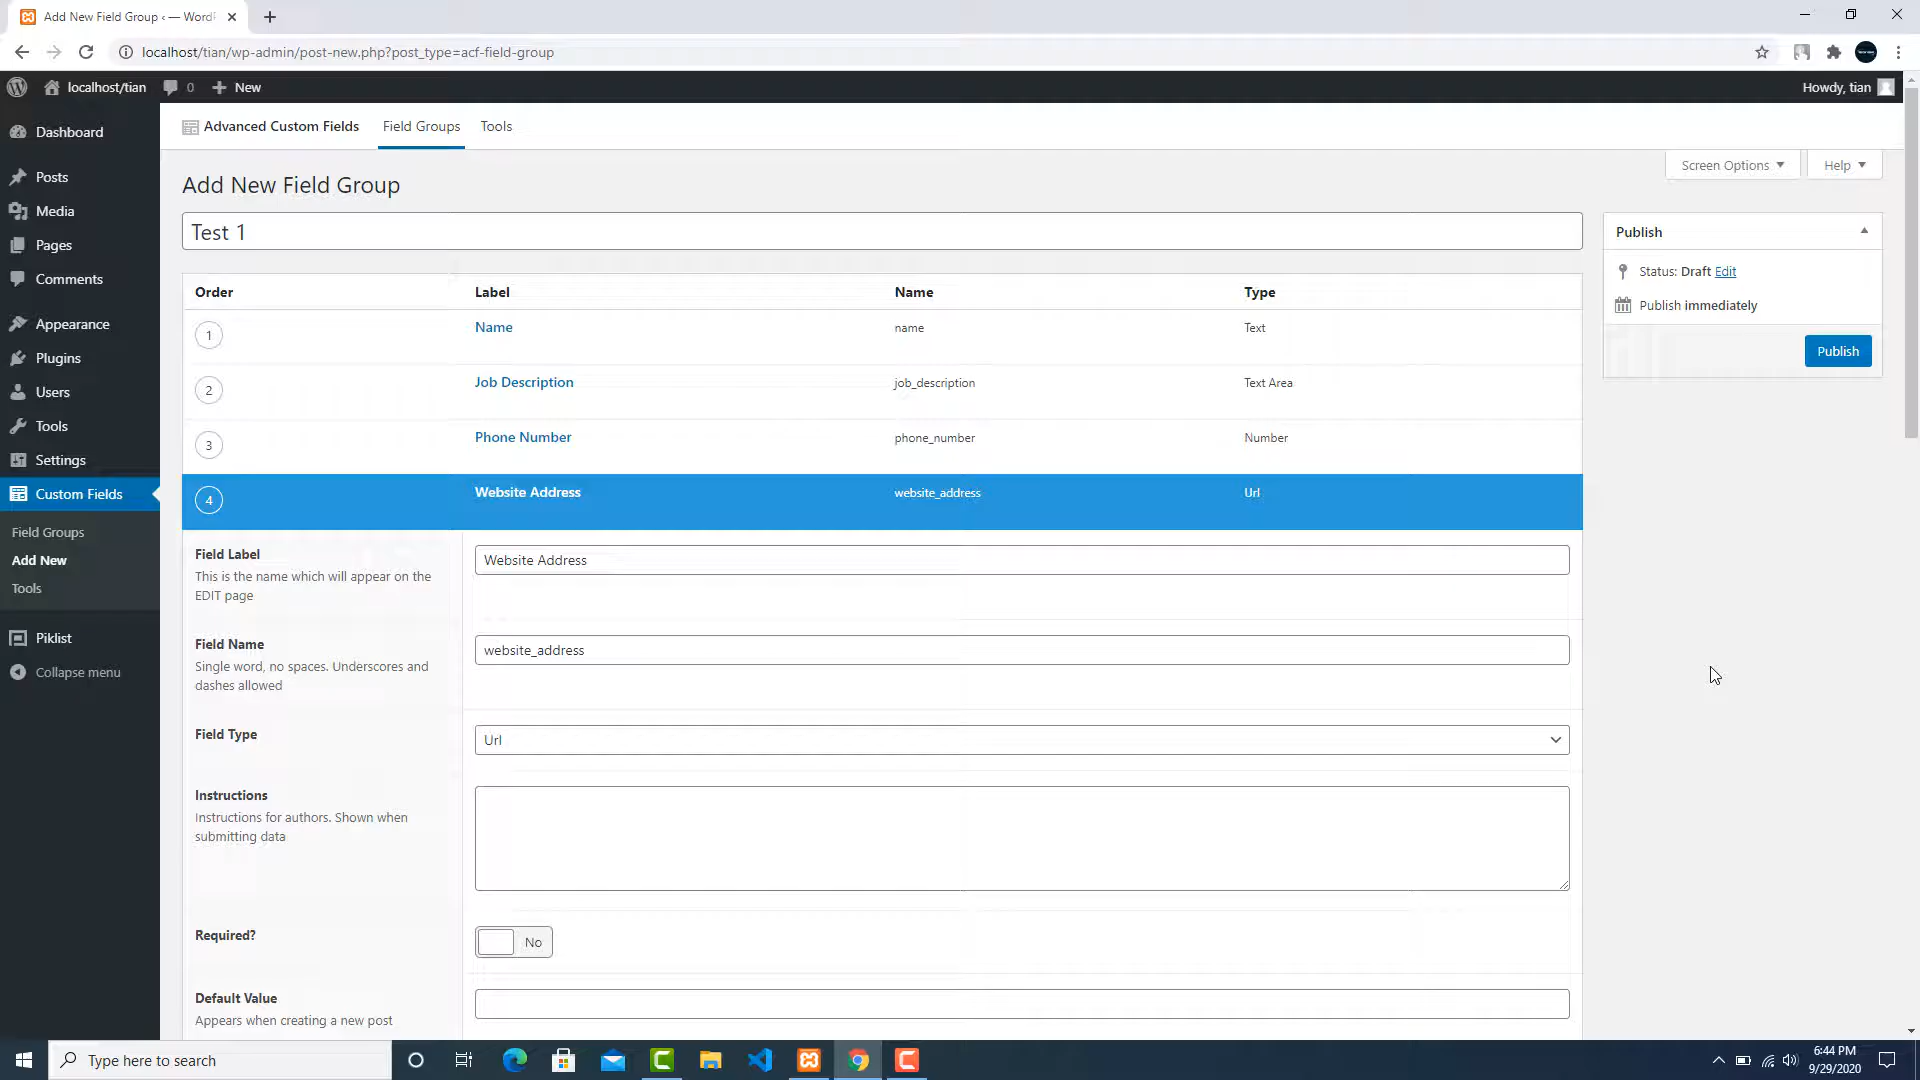 Add New Field Group ‹ — Word
localhost/tian/wp-admin/post-new.php?post_type=acf-field-group
localhost/tian
0
New
Howdy, tian
Dashboard
Posts
Media
Pages
Comments
Appearance
Plugins
Users
Tools
Settings
Custom Fields
Field Groups
Add New
Tools
Piklist
Collapse menu
Advanced Custom Fields
Field Groups
Tools
Screen Options
Help
Add New Field Group
Test 1
Order Label Name Type
1 Name name Text
2 Job Description job_description Text Area
3 Phone Number phone_number Number
4 Website Address website_address Url
Field Label
This is the name which will appear on the
EDIT page
Website Address
Field Name
Single word, no spaces. Underscores and
dashes allowed
website_address
Field Type
Url
Instructions
Instructions for authors. Shown when
submitting data
Required?
No
Default Value
Appears when creating a new post
Publish
Status: Draft Edit
Publish immediately
Publish
Type here to search
6:44 PM
9/29/2020